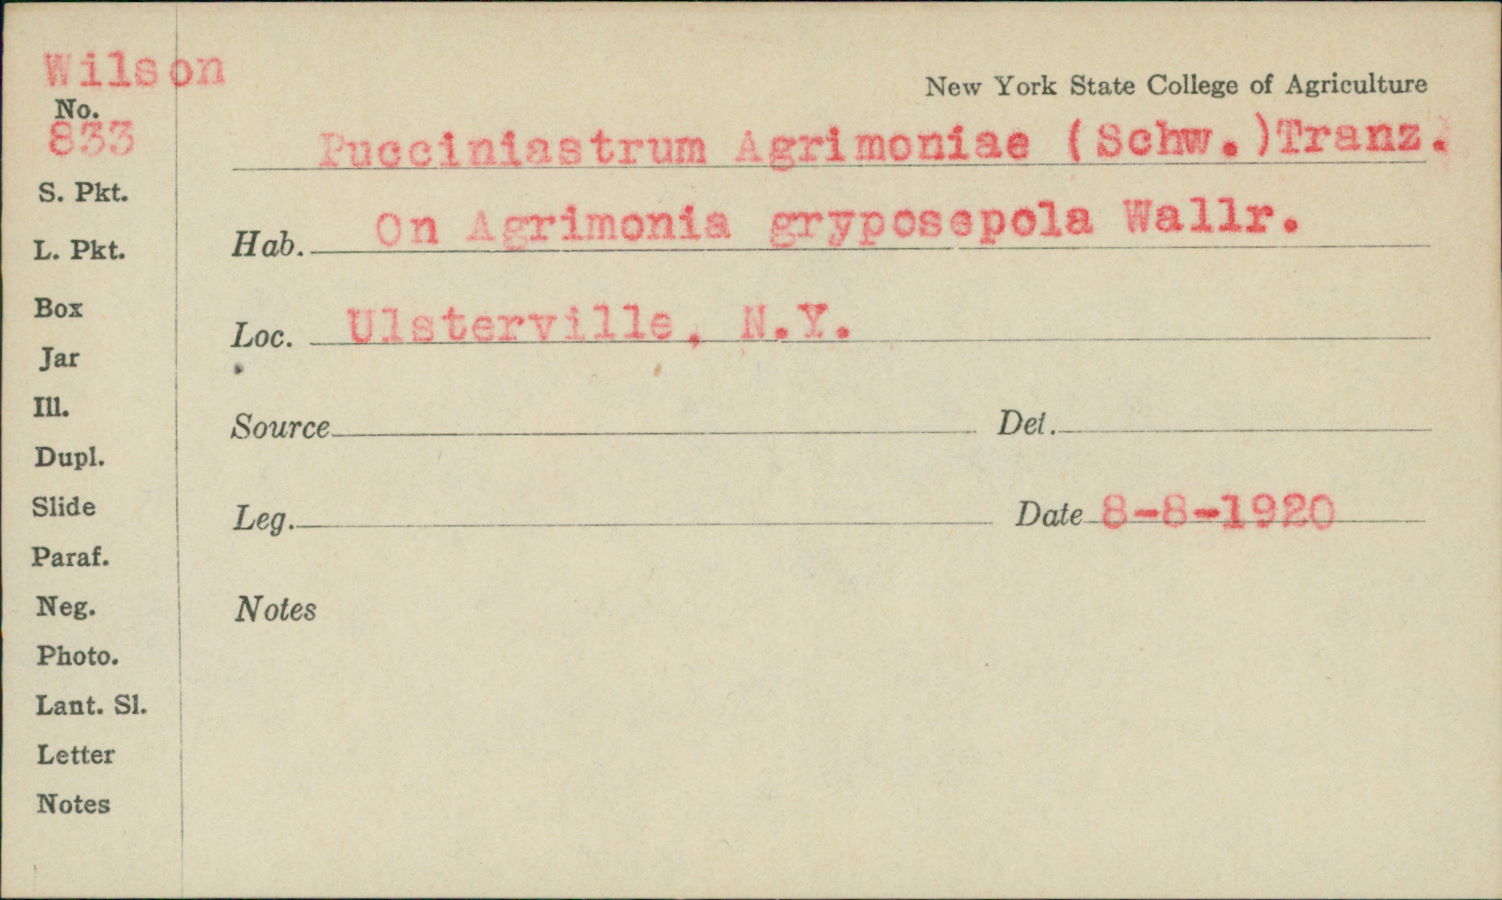 Wilson
New York State College of Agriculture
No.
833
Pucciniastrum Agrimoniae (Schw.)Tranz.
S. Pkt.
Hab. On Agrimonia gryposepola Wallr.
L. Pkt.
Box
Loc. Ulsterville, N.Y.
Jar
Ill.
Source Det.
Dupl.
Slide
Leg. Date 8-8-1920
Paraf.
Neg.
Notes
Photo.
Lant. Sl.
Letter
Notes